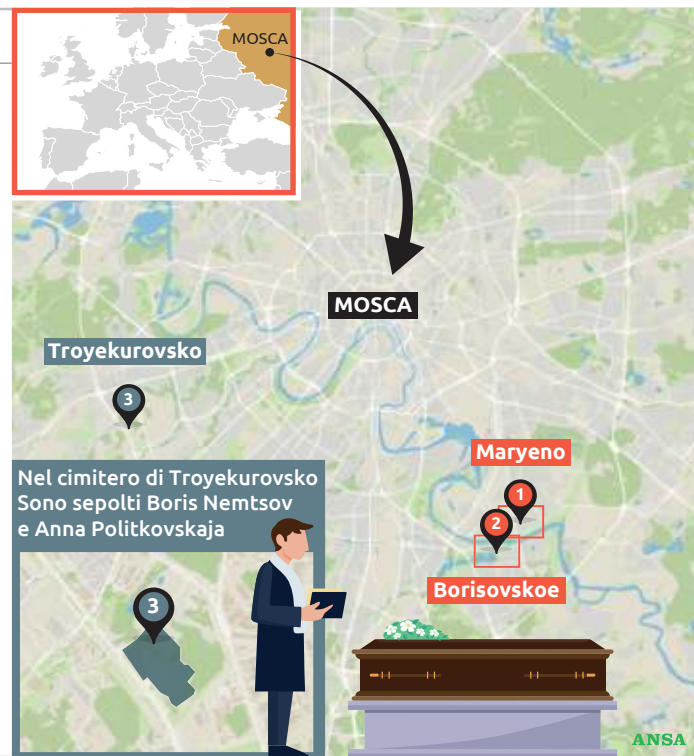 MOSCA
MOSCA
Troyekurovsko
3
Maryeno
1
2
Borisovskoe
Nel cimitero di Troyekurovsko
Sono sepolti Boris Nemtsov
e Anna Politkovskaja
3
ANSA